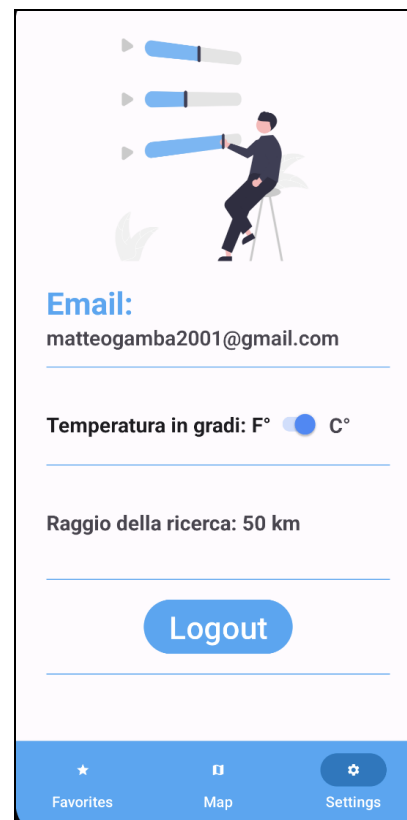 Email:
matteogamba2001@gmail.com
Temperatura in gradi: F° C°
Raggio della ricerca: 50 km
Logout
Favorites Map Settings